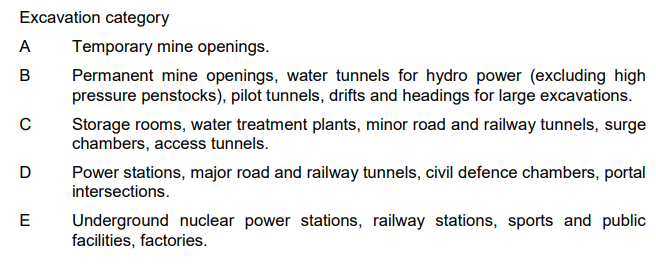 Excavation category
A Temporary mine openings.
B Permanent mine openings, water tunnels for hydro power (excluding high
pressure penstocks), pilot tunnels, drifts and headings for large excavations.
C Storage rooms, water treatment plants, minor road and railway tunnels, surge
chambers, access tunnels.
D Power stations, major road and railway tunnels, civil defence chambers, portal
intersections.
E Underground nuclear power stations, railway stations, sports and public
facilities, factories.